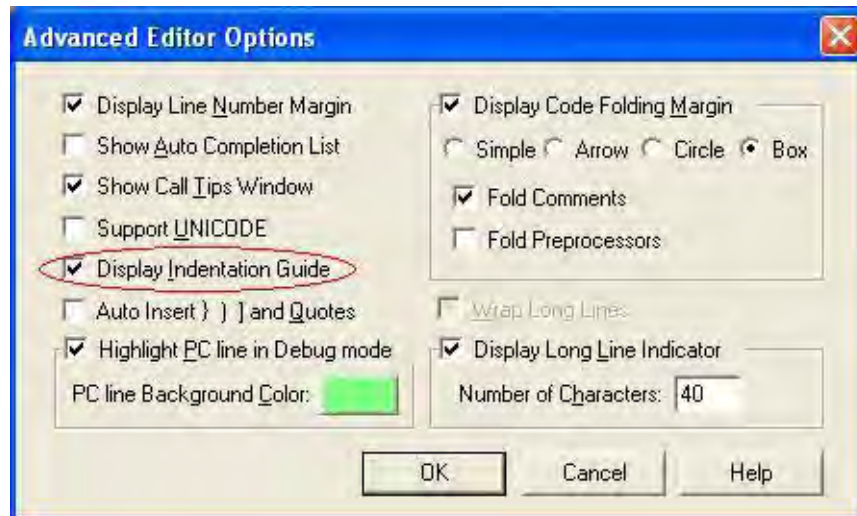 Advanced Editor Options
Display Line Number Margin
Show Auto Completion List
Show Call Tips Window
Support UNICODE
Display Indentation Guide
Auto Insert } ) ] and Quotes
Highlight PC line in Debug mode
PC line Background Color:
Display Code Folding Margin
Simple
Arrow
Circle
Box
Fold Comments
Fold Preprocessors
Wrap Long Lines
Display Long Line Indicator
Number of Characters: 40
OK
Cancel
Help